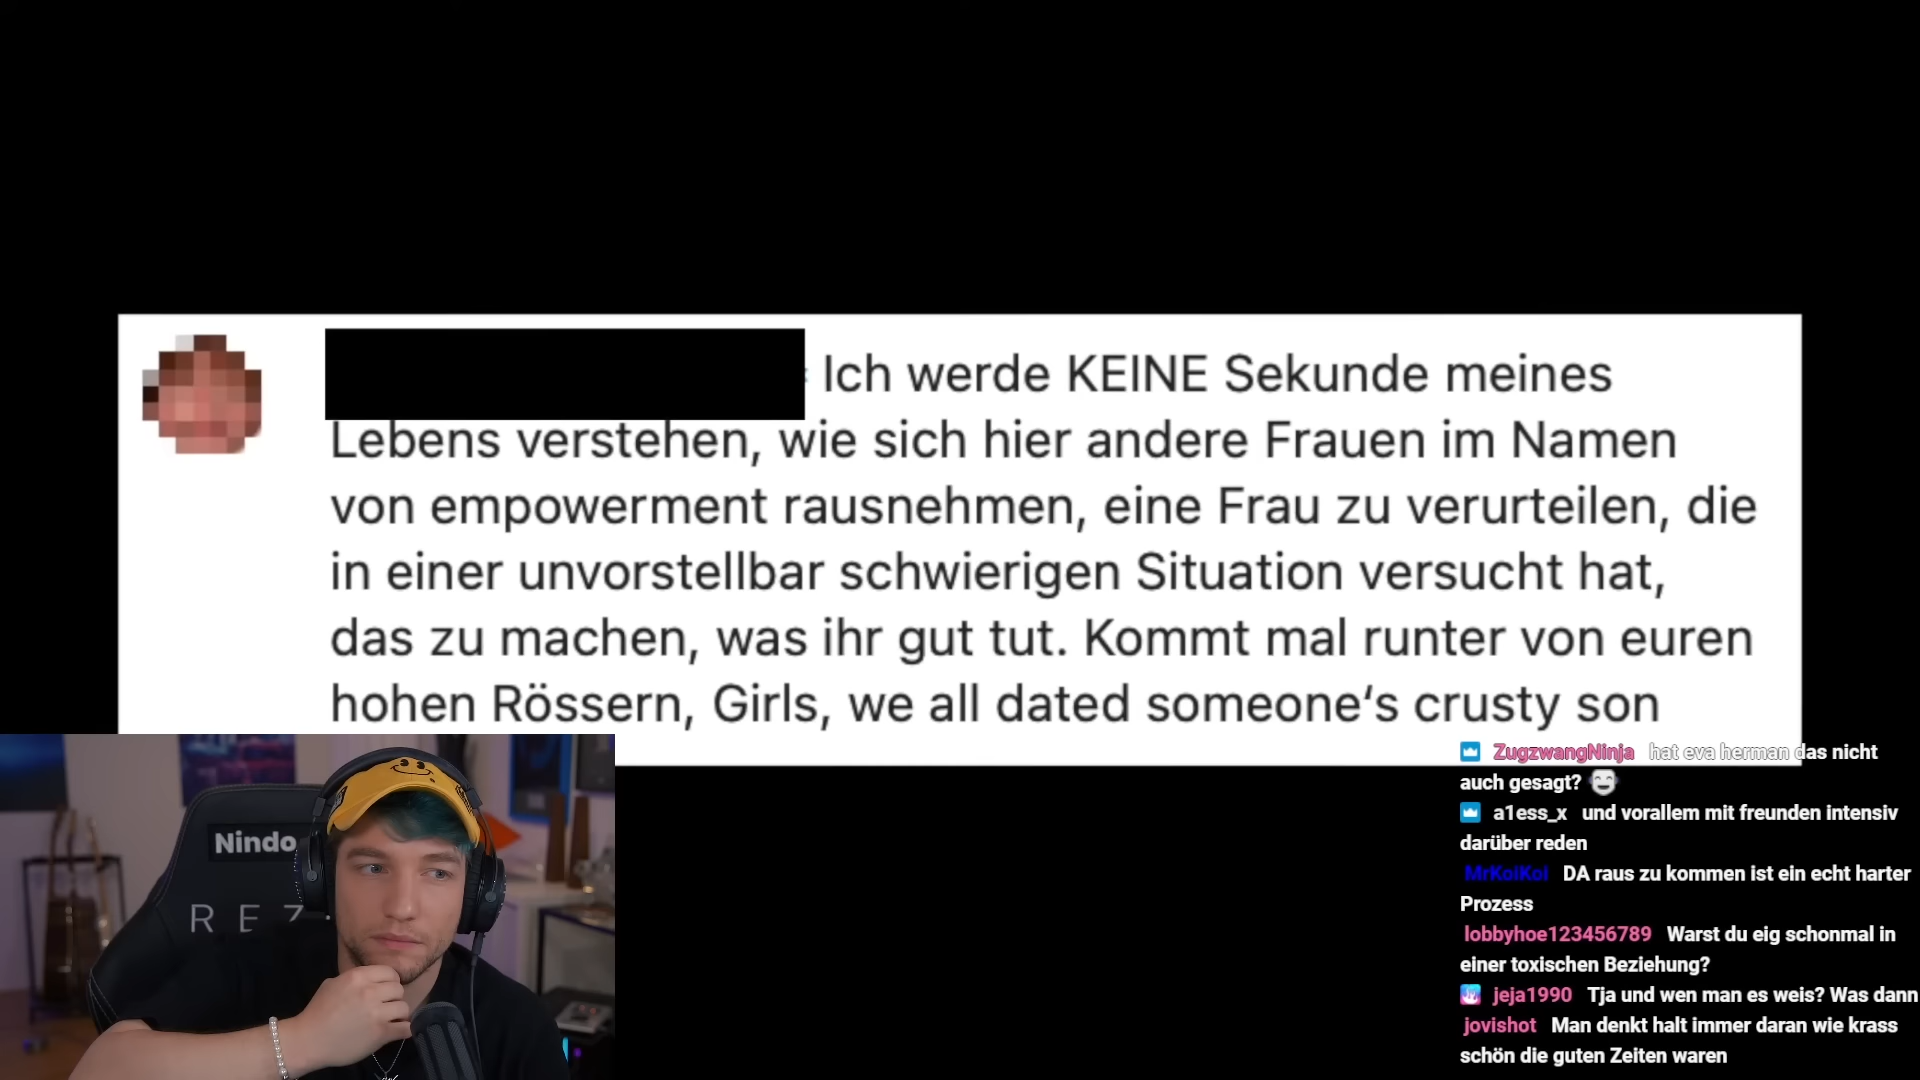 Ich werde KEINE Sekunde meines
Lebens verstehen, wie sich hier andere Frauen im Namen
von empowerment rausnehmen, eine Frau zu verurteilen, die
in einer unvorstellbar schwierigen Situation versucht hat,
das zu machen, was ihr gut tut. Kommt mal runter von euren
hohen Rössern, Girls, we all dated someone‘s crusty son
Nindo
REZ
ZugzwangNinja hat eva herman das nicht
auch gesagt?
a1ess_x und vorallem mit freunden intensiv
darüber reden
MrKolKol DA raus zu kommen ist ein echt harter
Prozess
lobbyhoe123456789 Warst du eig schonmal in
einer toxischen Beziehung?
jeja1990 Tja und wen man es weis? Was dann
jovishot Man denkt halt immer daran wie krass
schön die guten Zeiten waren